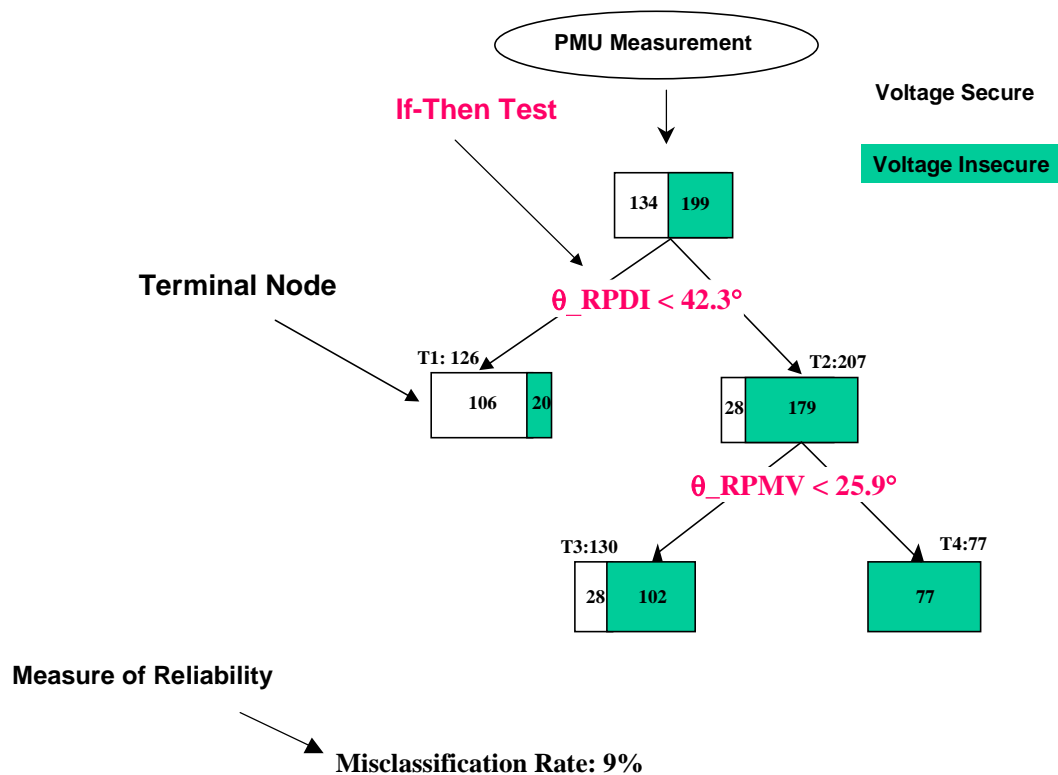 PMU Measurement
Voltage Secure
If-Then Test
Voltage Insecure
134 199
Terminal Node
θ_RPDI < 42.3°
T1: 126
T2:207
106 20
28 179
θ_RPMV < 25.9°
T3:130
T4:77
28 102
77
Measure of Reliability
Misclassification Rate: 9%